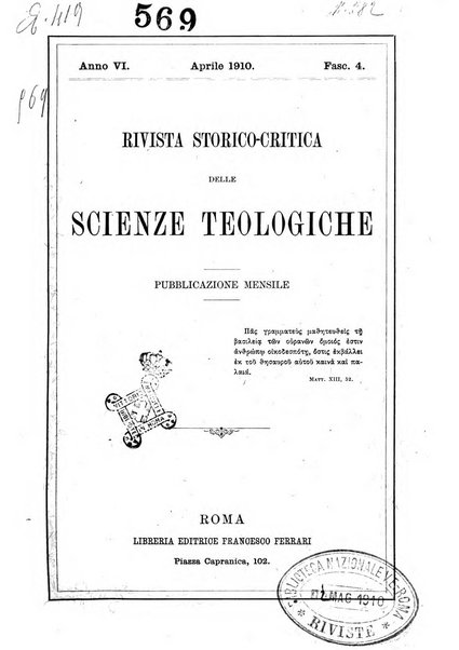 569
Anno VI. Aprile 1910. Fasc. 4.
RIVISTA STORICO-CRITICA
DELLE
SCIENZE TEOLOGICHE
PUBBLICAZIONE MENSILE
Πᾶς γραμματεὺς μαθητευθεὶς τῇ
βασιλείᾳ τῶν οὐρανῶν ὅμοιός ἐστιν
ἀνθρώπῳ οἰκοδεσπότῃ, ὅστις ἐκβάλλει
ἐκ τοῦ θησαυροῦ αὐτοῦ καινὰ καὶ πα-
λαιά.
MATT. XIII, 52.
ROMA
LIBRERIA EDITRICE FRANCESCO FERRARI
Piazza Capranica, 102.
BIBLIOTECA NAZIONALE V.E. ROMA
MAG 1910
RIVISTE